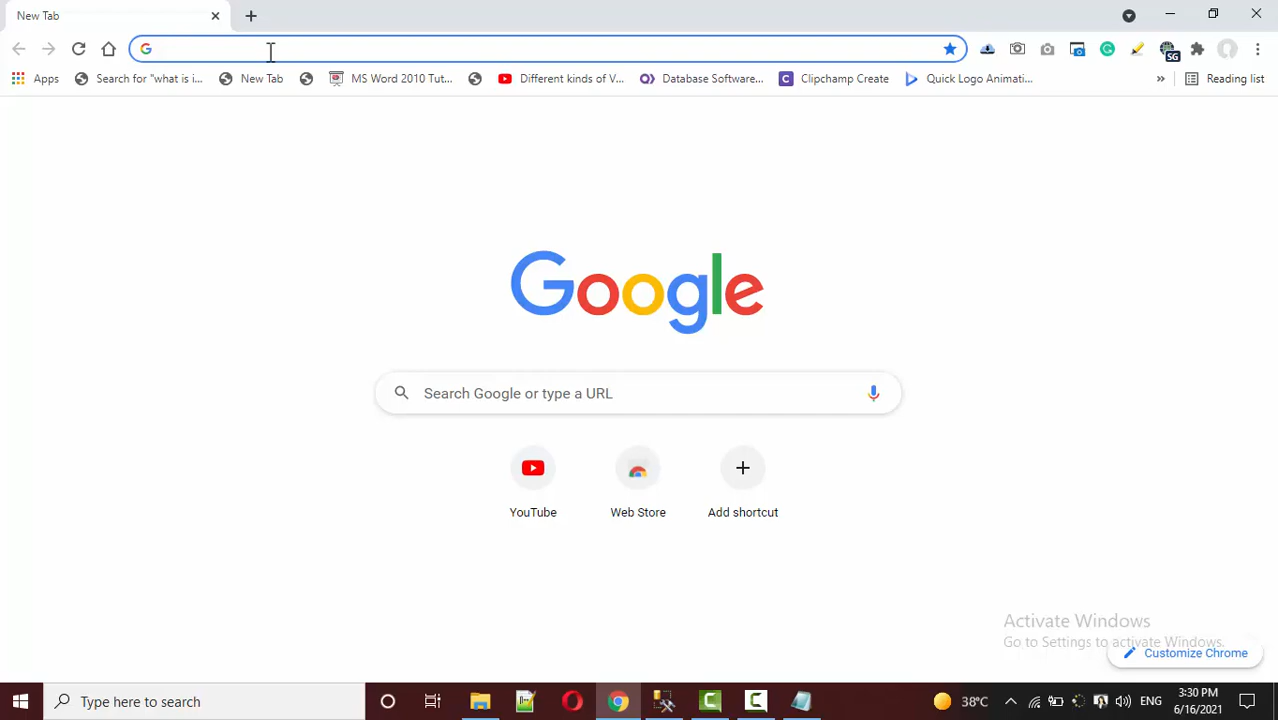 New Tab
Apps Search for "what is i... New Tab MS Word 2010 Tut... Different kinds of V... Database Software... Clipchamp Create Quick Logo Animati... » Reading list
SG
Google
Search Google or type a URL
YouTube Web Store Add shortcut
Activate Windows
Go to Settings to activate Windows.
Customize Chrome
Type here to search 38°C ENG 3:30 PM
6/16/2021